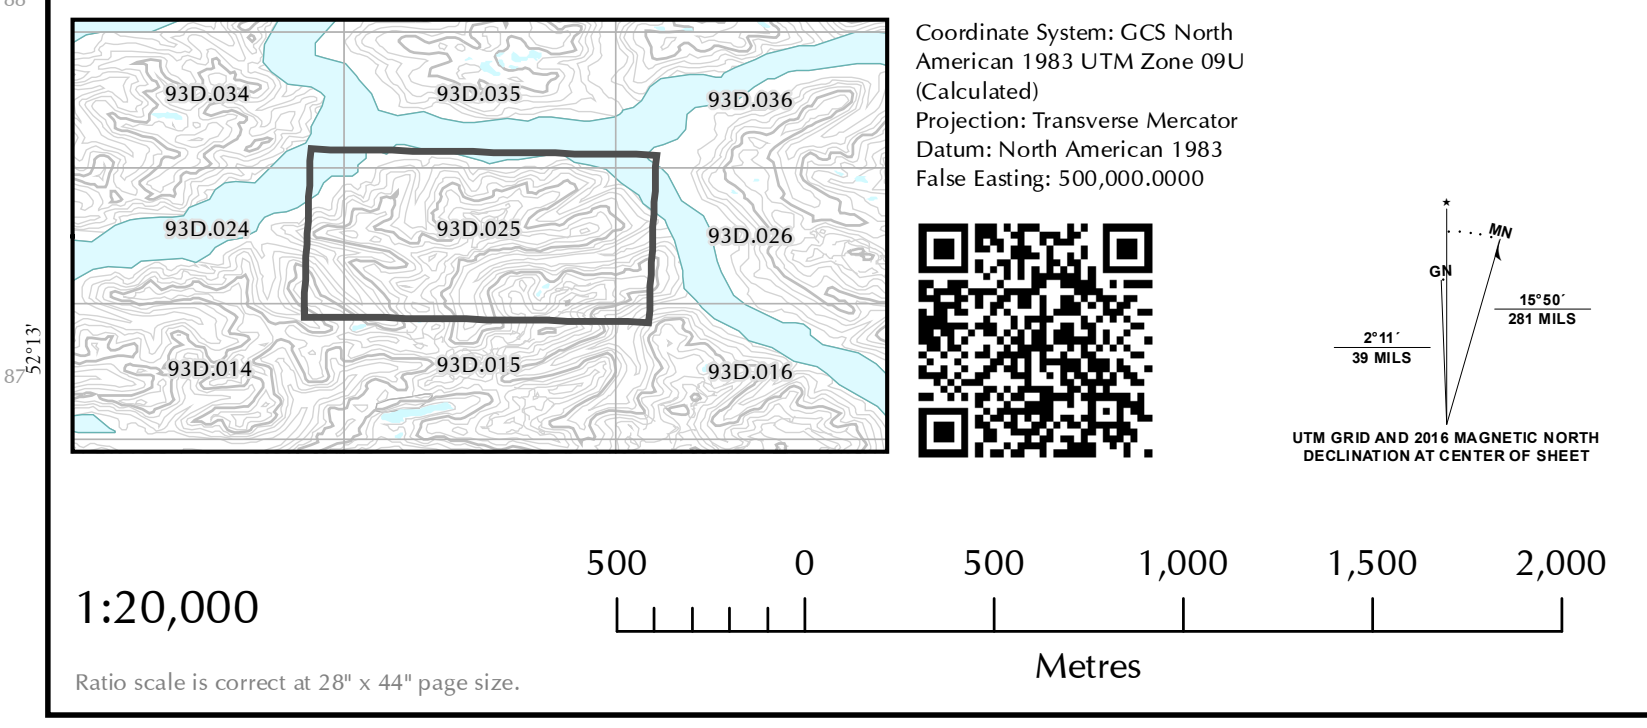 88
93D.034
93D.035
93D.036
93D.024
93D.025
93D.026
93D.014
93D.015
93D.016
87
52°13'
Coordinate System: GCS North
American 1983 UTM Zone 09U
(Calculated)
Projection: Transverse Mercator
Datum: North American 1983
False Easting: 500,000.0000
MN
GN
15°50´
281 MILS
2°11´
39 MILS
UTM GRID AND 2016 MAGNETIC NORTH
DECLINATION AT CENTER OF SHEET
500 0 500 1,000 1,500 2,000
1:20,000
Metres
Ratio scale is correct at 28" x 44" page size.